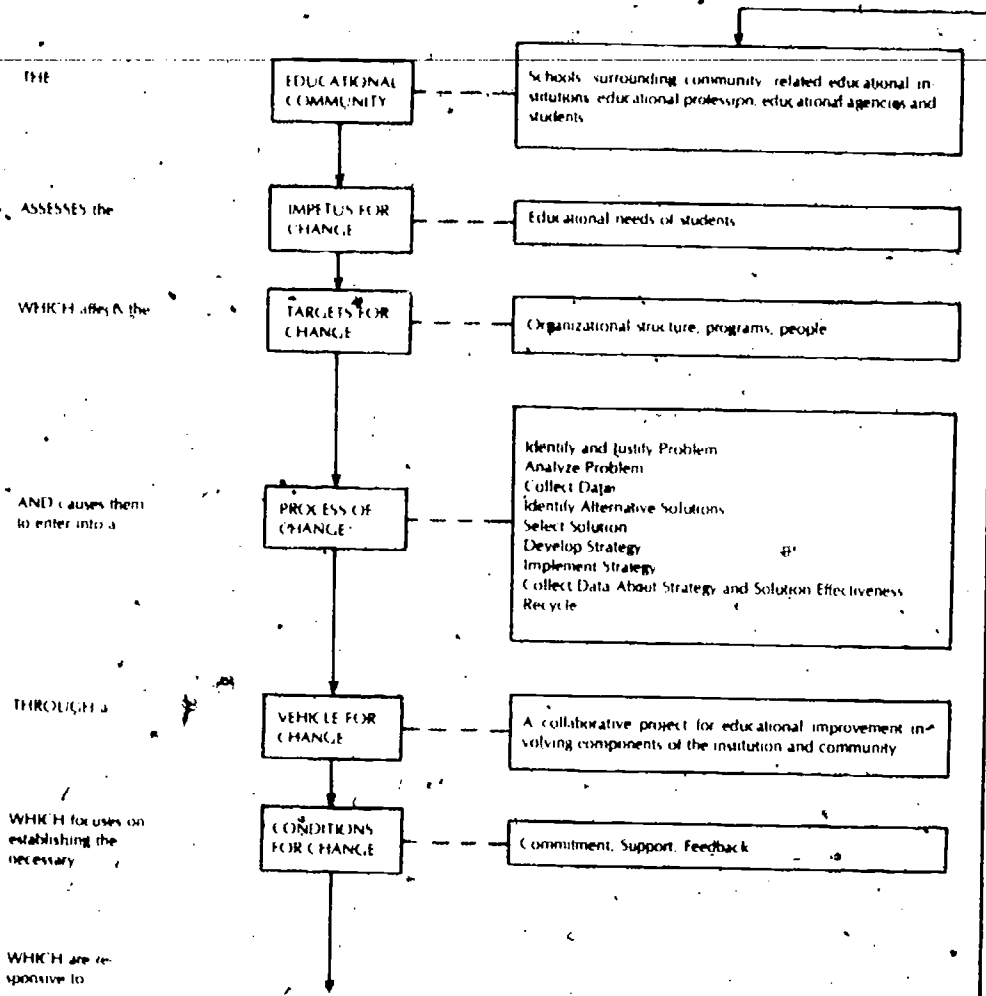 THE
EDUCATIONAL
COMMUNITY
Schools surrounding community related educational in-
stitutions educational profession, educational agencies and
students
ASSESSES the
IMPETUS FOR
CHANGE
Educational needs of students
WHICH affects the
TARGETS FOR
CHANGE
Organizational structure, programs, people
AND causes them
to enter into a
PROCESS OF
CHANGE
Identify and Justify Problem
Analyze Problem
Collect Data
Identify Alternative Solutions
Select Solution
Develop Strategy
Implement Strategy
Collect Data About Strategy and Solution Effectiveness
Recycle
THROUGH a
VEHICLE FOR
CHANGE
A collaborative project for educational improvement in-
volving components of the institution and community
WHICH focuses on
establishing the
necessary
CONDITIONS
FOR CHANGE
Commitment, Support, Feedback
WHICH are re-
sponsive to